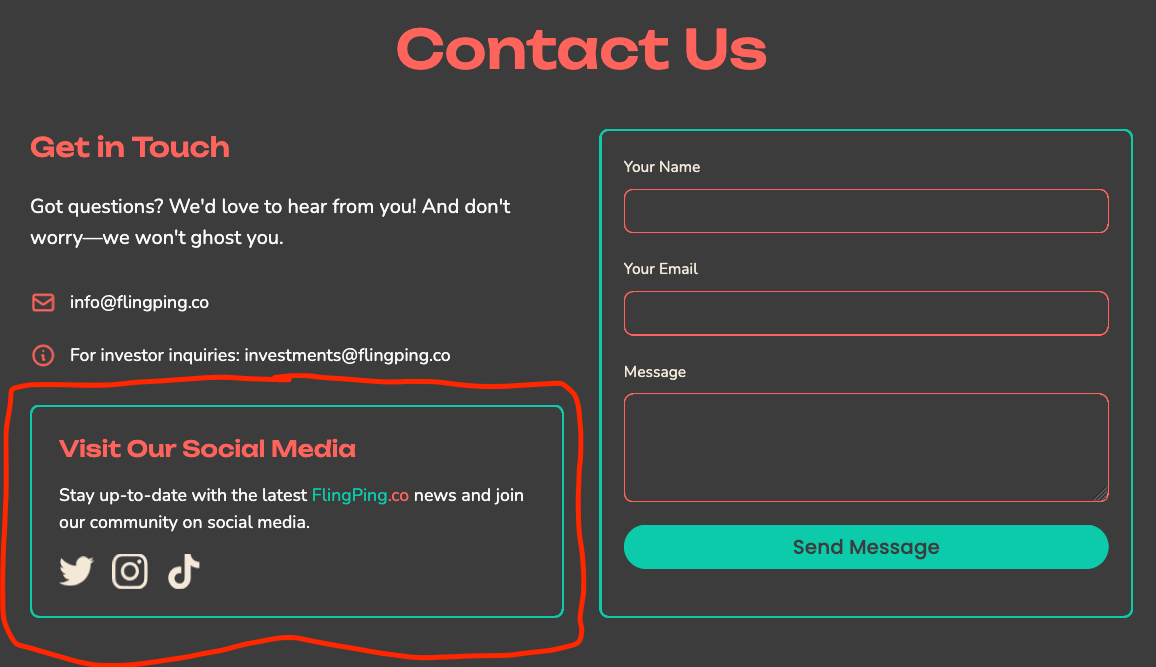 Contact Us
Get in Touch
Got questions? We'd love to hear from you! And don't
worry—we won't ghost you.
info@flingping.co
For investor inquiries: investments@flingping.co
Visit Our Social Media
Stay up-to-date with the latest FlingPing.co news and join
our community on social media.
Your Name
Your Email
Message
Send Message